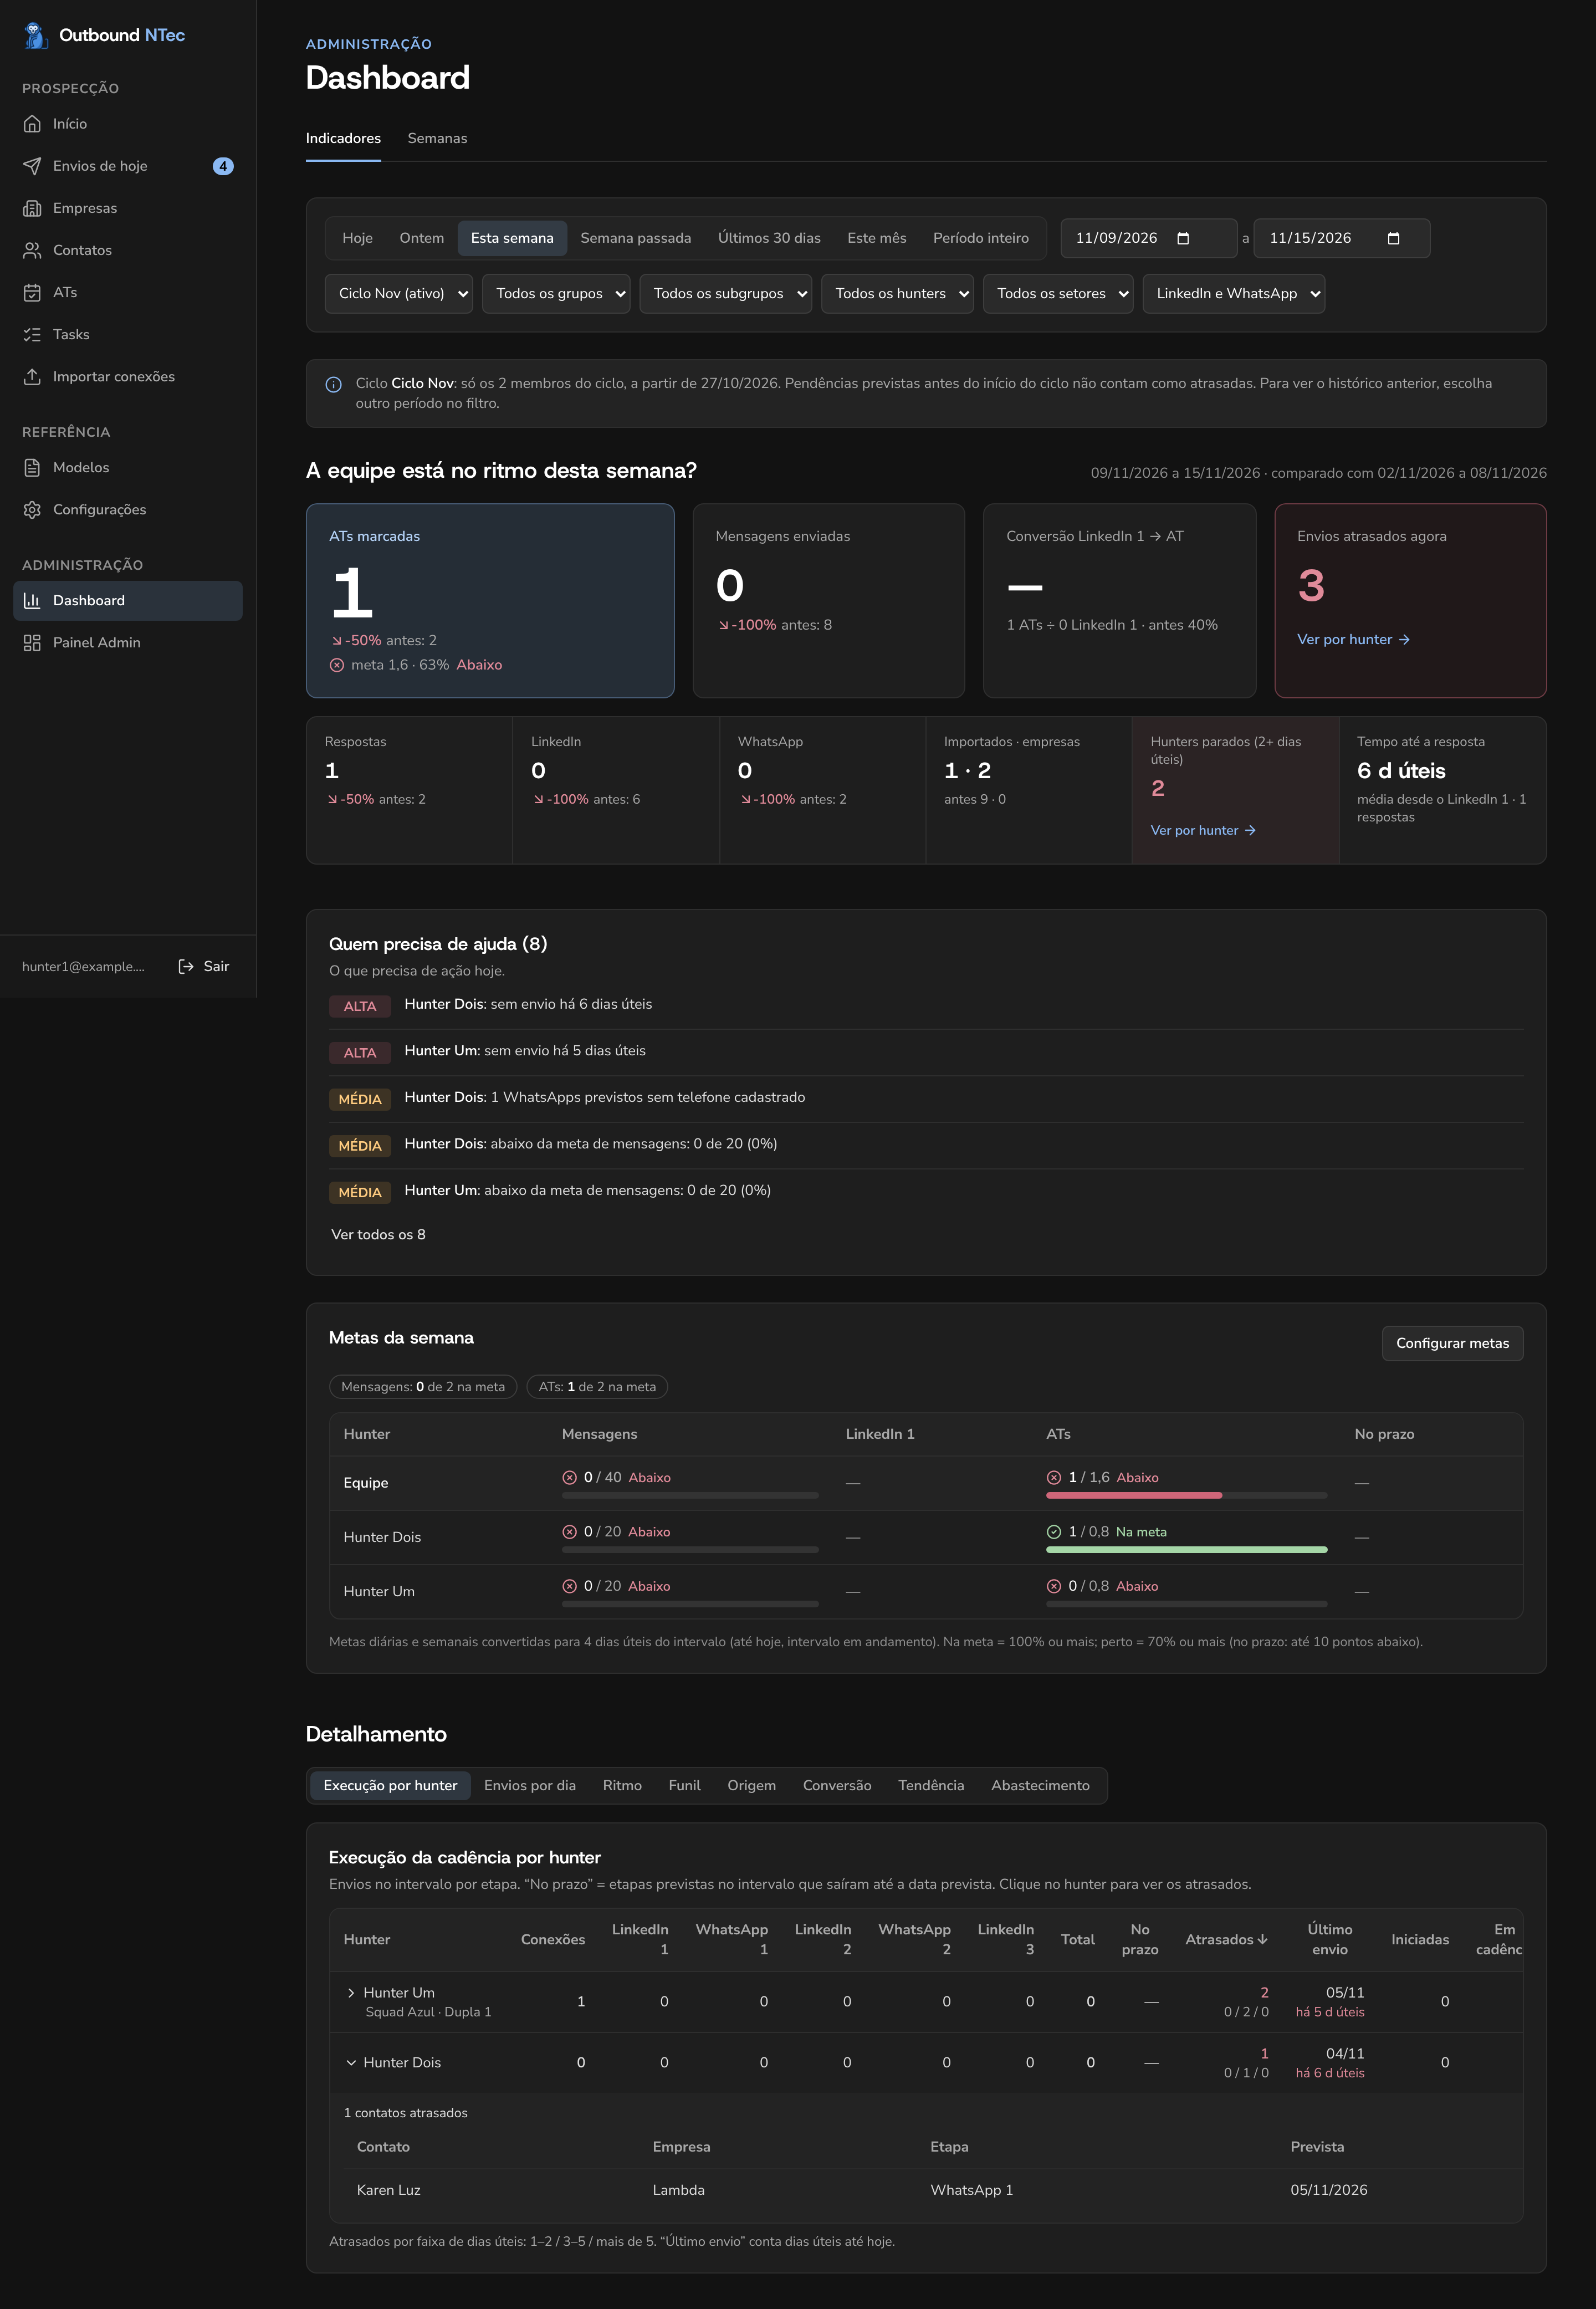 Outbound NTec
PROSPECÇÃO
Início
Envios de hoje 4
Empresas
Contatos
ATs
Tasks
Importar conexões
REFERÊNCIA
Modelos
Configurações
ADMINISTRAÇÃO
Dashboard
Painel Admin
hunter1@example.... Sair
ADMINISTRAÇÃO
Dashboard
Indicadores Semanas
Hoje Ontem Esta semana Semana passada Últimos 30 dias Este mês Período inteiro 11/09/2026 a 11/15/2026
Ciclo Nov (ativo) Todos os grupos Todos os subgrupos Todos os hunters Todos os setores LinkedIn e WhatsApp
Ciclo Ciclo Nov: só os 2 membros do ciclo, a partir de 27/10/2026. Pendências previstas antes do início do ciclo não contam como atrasadas. Para ver o histórico anterior, escolha
outro período no filtro.
A equipe está no ritmo desta semana? 09/11/2026 a 15/11/2026 · comparado com 02/11/2026 a 08/11/2026
ATs marcadas
1
↘ -50% antes: 2
meta 1,6 · 63% Abaixo
Mensagens enviadas
0
↘ -100% antes: 8
Conversão LinkedIn 1 → AT
—
1 ATs ÷ 0 LinkedIn 1 · antes 40%
Envios atrasados agora
3
Ver por hunter →
Respostas
1
↘ -50% antes: 2
LinkedIn
0
↘ -100% antes: 6
WhatsApp
0
↘ -100% antes: 2
Importados · empresas
1 · 2
antes 9 · 0
Hunters parados (2+ dias
úteis)
2
Ver por hunter →
Tempo até a resposta
6 d úteis
média desde o LinkedIn 1 · 1
respostas
Quem precisa de ajuda (8)
O que precisa de ação hoje.
ALTA Hunter Dois: sem envio há 6 dias úteis
ALTA Hunter Um: sem envio há 5 dias úteis
MÉDIA Hunter Dois: 1 WhatsApps previstos sem telefone cadastrado
MÉDIA Hunter Dois: abaixo da meta de mensagens: 0 de 20 (0%)
MÉDIA Hunter Um: abaixo da meta de mensagens: 0 de 20 (0%)
Ver todos os 8
Metas da semana Configurar metas
Mensagens: 0 de 2 na meta ATs: 1 de 2 na meta
Hunter Mensagens LinkedIn 1 ATs No prazo
Equipe 0 / 40 Abaixo — 1 / 1,6 Abaixo —
Hunter Dois 0 / 20 Abaixo — 1 / 0,8 Na meta —
Hunter Um 0 / 20 Abaixo — 0 / 0,8 Abaixo —
Metas diárias e semanais convertidas para 4 dias úteis do intervalo (até hoje, intervalo em andamento). Na meta = 100% ou mais; perto = 70% ou mais (no prazo: até 10 pontos abaixo).
Detalhamento
Execução por hunter Envios por dia Ritmo Funil Origem Conversão Tendência Abastecimento
Execução da cadência por hunter
Envios no intervalo por etapa. “No prazo” = etapas previstas no intervalo que saíram até a data prevista. Clique no hunter para ver os atrasados.
Hunter Conexões LinkedIn 1 WhatsApp 1 LinkedIn 2 WhatsApp 2 LinkedIn 3 Total No prazo Atrasados ↓ Último envio Iniciadas Em cadênc
Hunter Um 1 0 0 0 0 0 0 — 2 05/11 0
Squad Azul · Dupla 1 0 / 2 / 0 há 5 d úteis
Hunter Dois 0 0 0 0 0 0 0 — 1 04/11 0
0 / 1 / 0 há 6 d úteis
1 contatos atrasados
Contato Empresa Etapa Prevista
Karen Luz Lambda WhatsApp 1 05/11/2026
Atrasados por faixa de dias úteis: 1–2 / 3–5 / mais de 5. “Último envio” conta dias úteis até hoje.